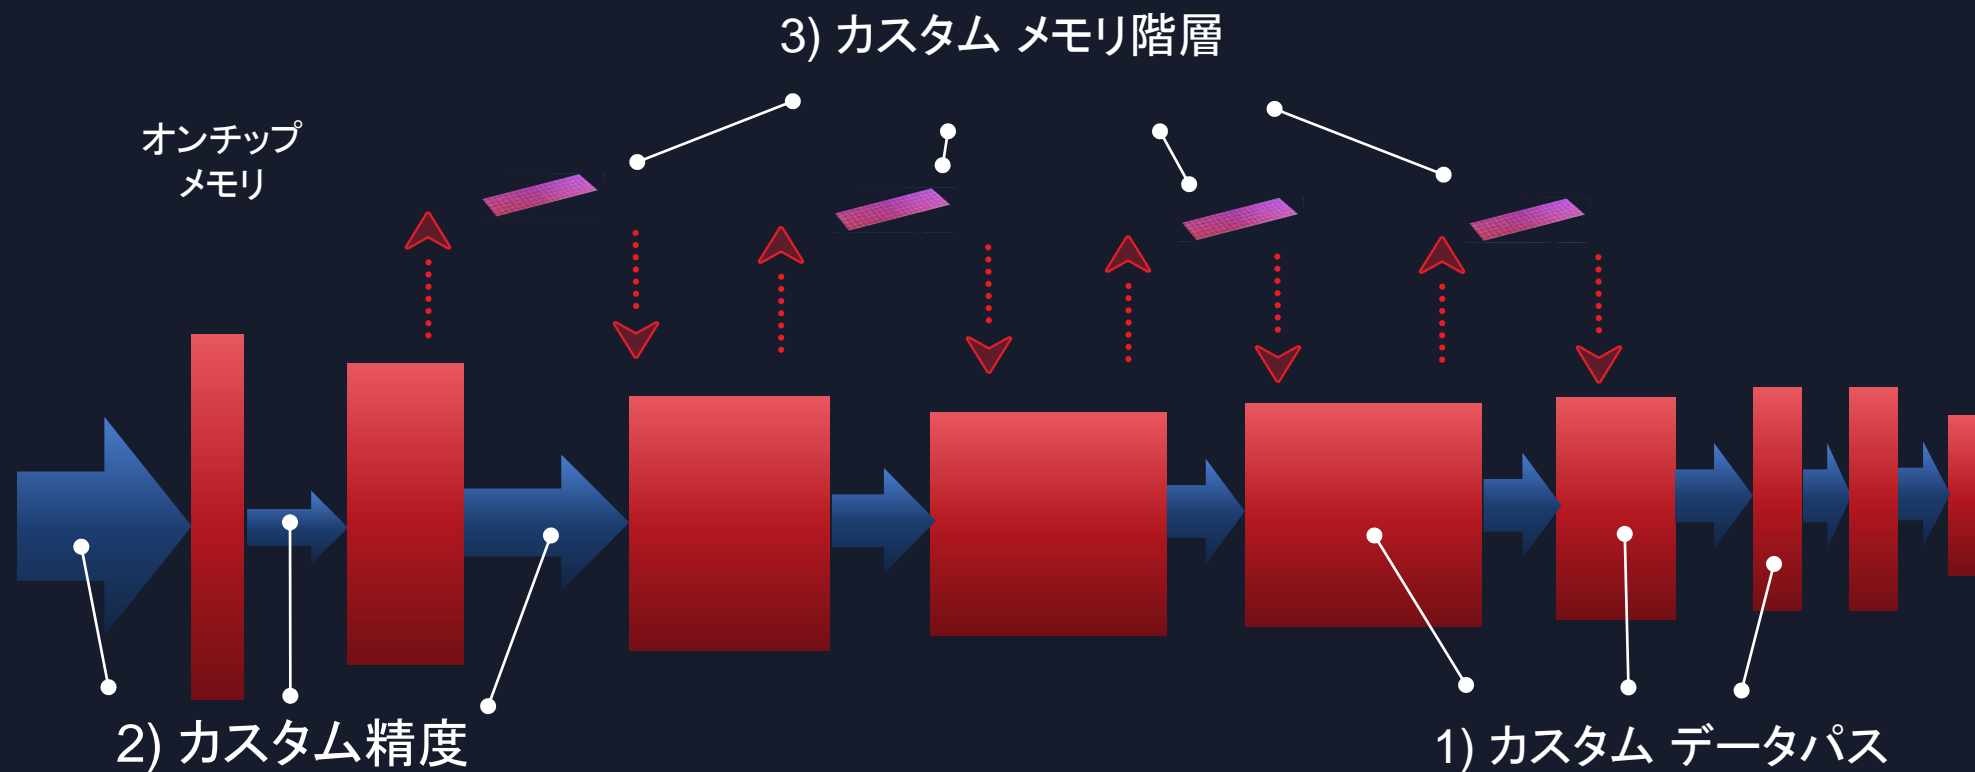 3) カスタム メモリ階層
オンチップ
メモリ
2) カスタム精度
1) カスタム データパス